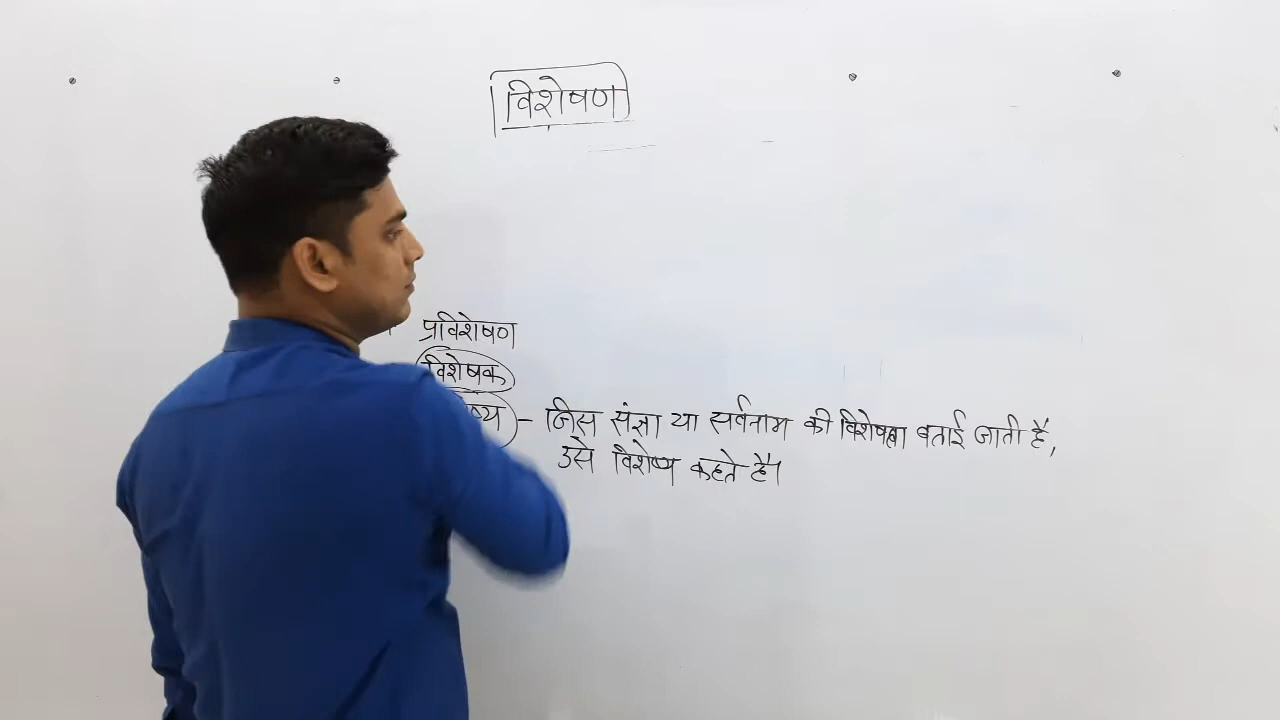 विशेषण
प्रविशेषण
विशेषक
ष्य - जिस संज्ञा या सर्वनाम की विशेषता बताई जाती है,
उसे विशेष्य कहते है।